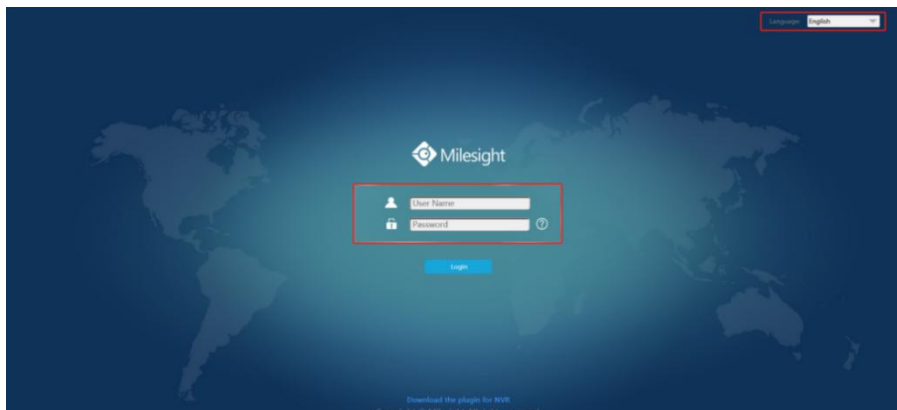 Language: English
Milesight
User Name
Password
Login
Download the plugin for NVR